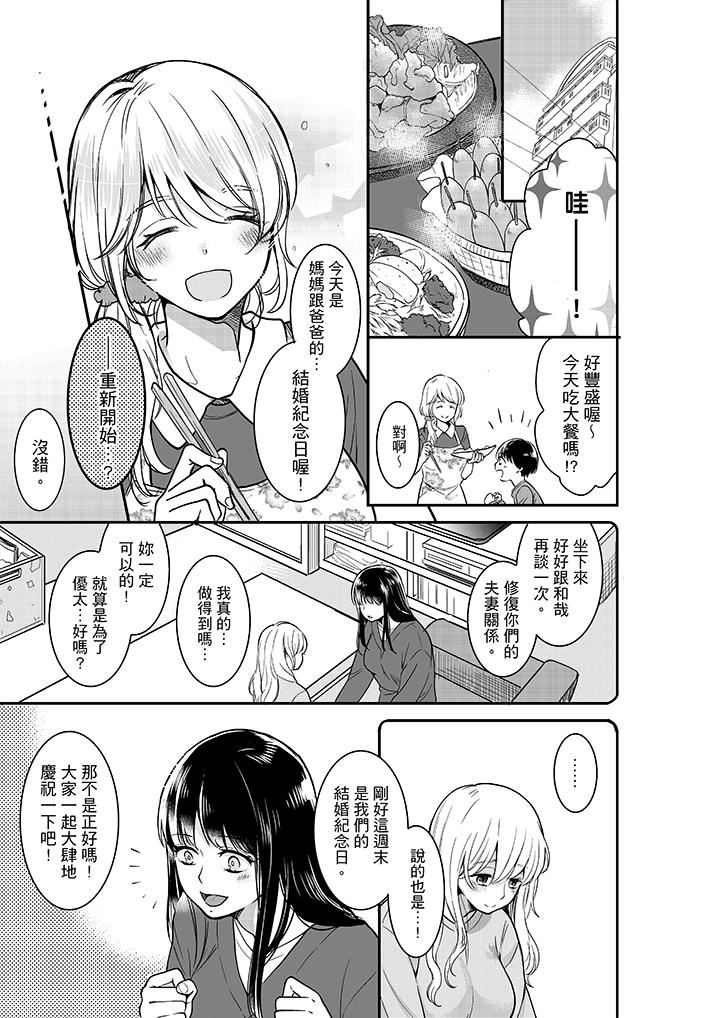 哇——！
好豐盛喔～
今天吃大餐嗎!?
對啊～
今天是
媽媽跟爸爸的…
結婚紀念日喔！
——重新開始…？
沒錯。
坐下來
好好跟和哉
再談一次。
修復你們的
夫妻關係。
我真的…
做得到嗎…
妳一定
可以的！
就算是為了
優太…好嗎？
……
說的也是…！
剛好這週末
是我們的
結婚紀念日。
那不是正好嗎！
大家一起大肆地
慶祝一下吧！